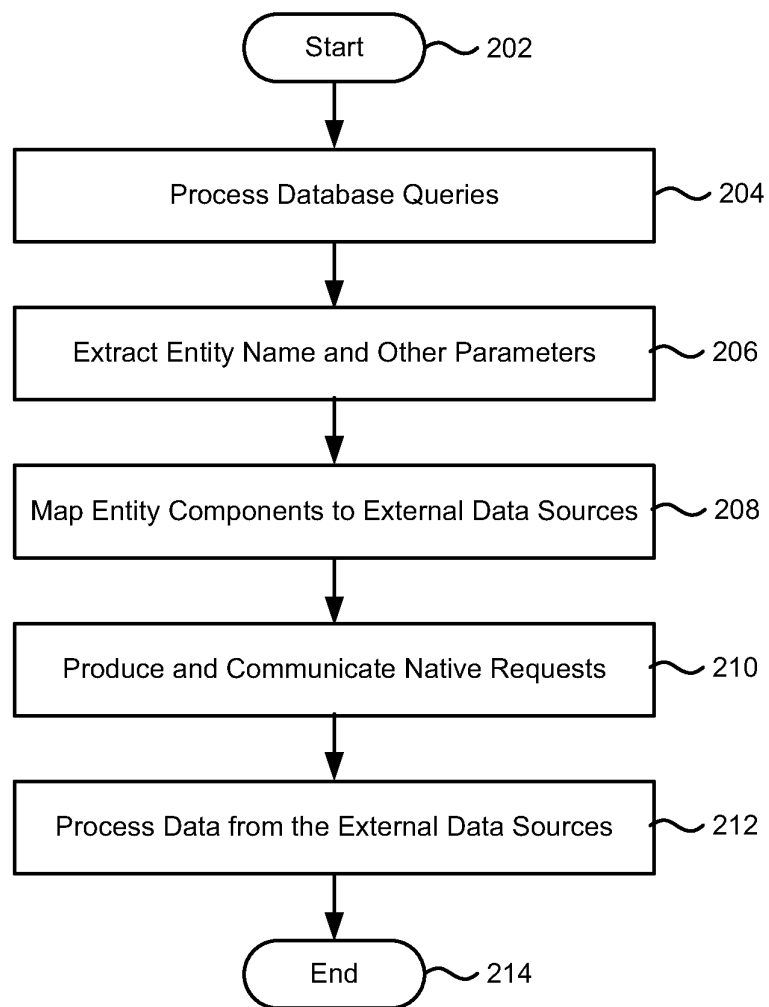 Start 202
Process Database Queries 204
Extract Entity Name and Other Parameters 206
Map Entity Components to External Data Sources 208
Produce and Communicate Native Requests 210
Process Data from the External Data Sources 212
End 214